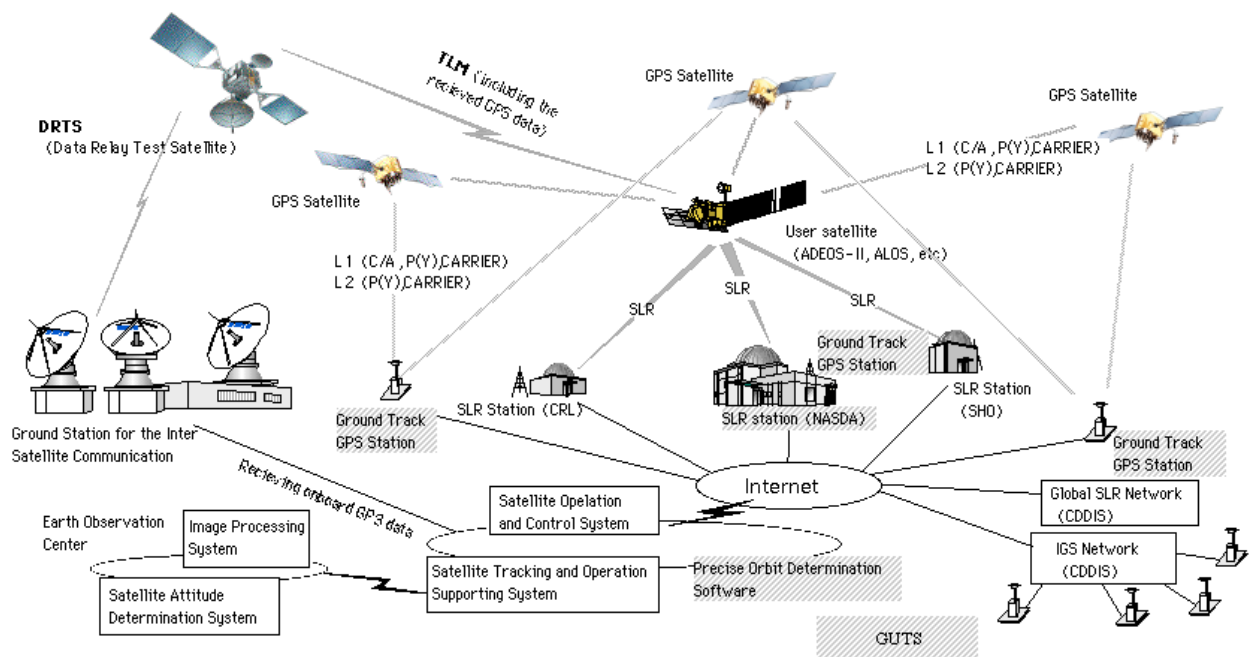 TLM (including the
recieved GPS data)
GPS Satellite
GPS Satellite
DRTS
(Data Relay Test Satellite)
L1 (C/A, P(Y),CARRIER)
L2 (P(Y),CARRIER)
GPS Satellite
User satellite
(ADEOS-II, ALOS, etc)
L1 (C/A, P(Y),CARRIER)
L2 (P(Y),CARRIER)
SLR
SLR
SLR
Ground Track
GPS Station
SLR Station
(SHO)
SLR Station (CRL)
SLR station (NASDA)
Ground Track
GPS Station
Ground Station for the Inter
Satellite Communication
Ground Track
GPS Station
Recieving onboard GPS data
Internet
Global SLR Network
(CDDIS)
Satellite Opelation
and Control System
Earth Observation
Center
Image Processing
System
IGS Network
(CDDIS)
Satellite Tracking and Operation
Supporting System
Precise Orbit Determination
Software
Satellite Attitude
Determination System
GUTS